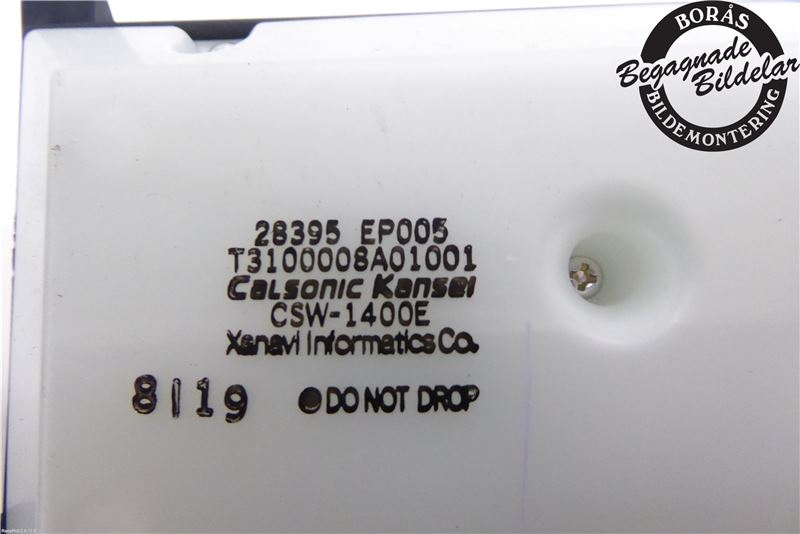 BORÅS
Begagnade
Bildelar
BILDEMONTERING
28395 EP005
T3100008A01001
Calsonic Kansei
CSW-1400E
Xanavi Informatics Co.
8119
DO NOT DROP